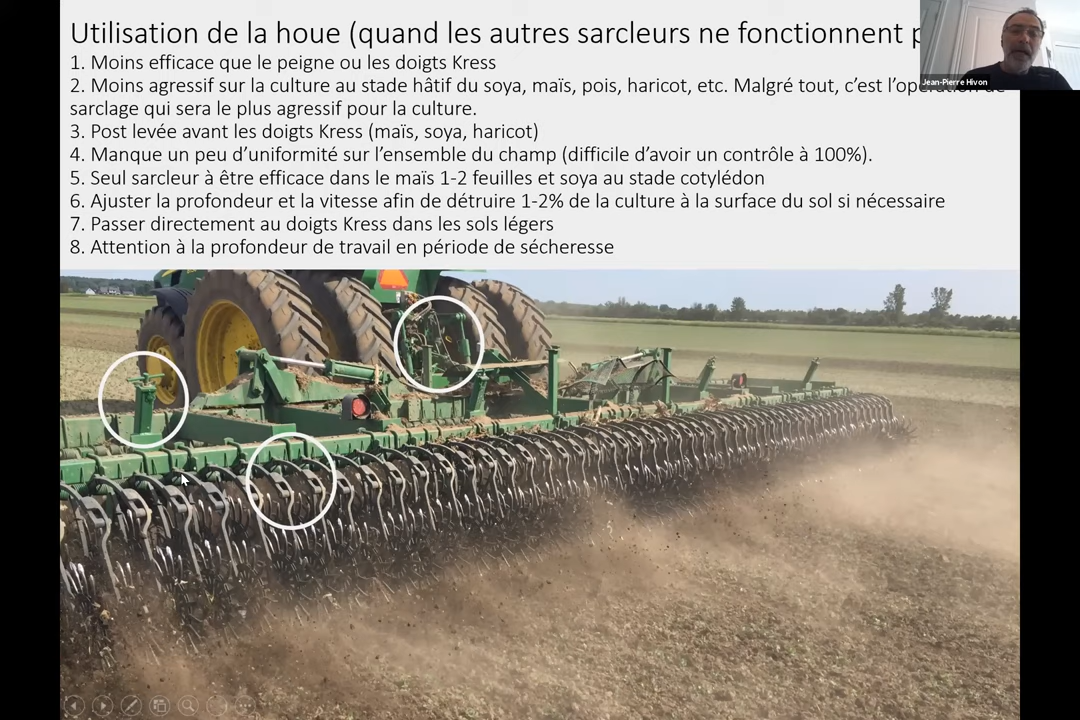 Utilisation de la houe (quand les autres sarcleurs ne fonctionnent
1. Moins efficace que le peigne ou les doigts Kress
2. Moins agressif sur la culture au stade hâtif du soya, maïs, pois, haricot, etc. Malgré tout, c'est l'opération de
sarclage qui sera le plus agressif pour la culture.
3. Post levée avant les doigts Kress (maïs, soya, haricot)
4. Manque un peu d'uniformité sur l'ensemble du champ (difficile d'avoir un contrôle à 100%).
5. Seul sarcleur à être efficace dans le maïs 1-2 feuilles et soya au stade cotylédon
6. Ajuster la profondeur et la vitesse afin de détruire 1-2% de la culture à la surface du sol si nécessaire
7. Passer directement au doigts Kress dans les sols légers
8. Attention à la profondeur de travail en période de sécheresse
Jean-Pierre Hivon